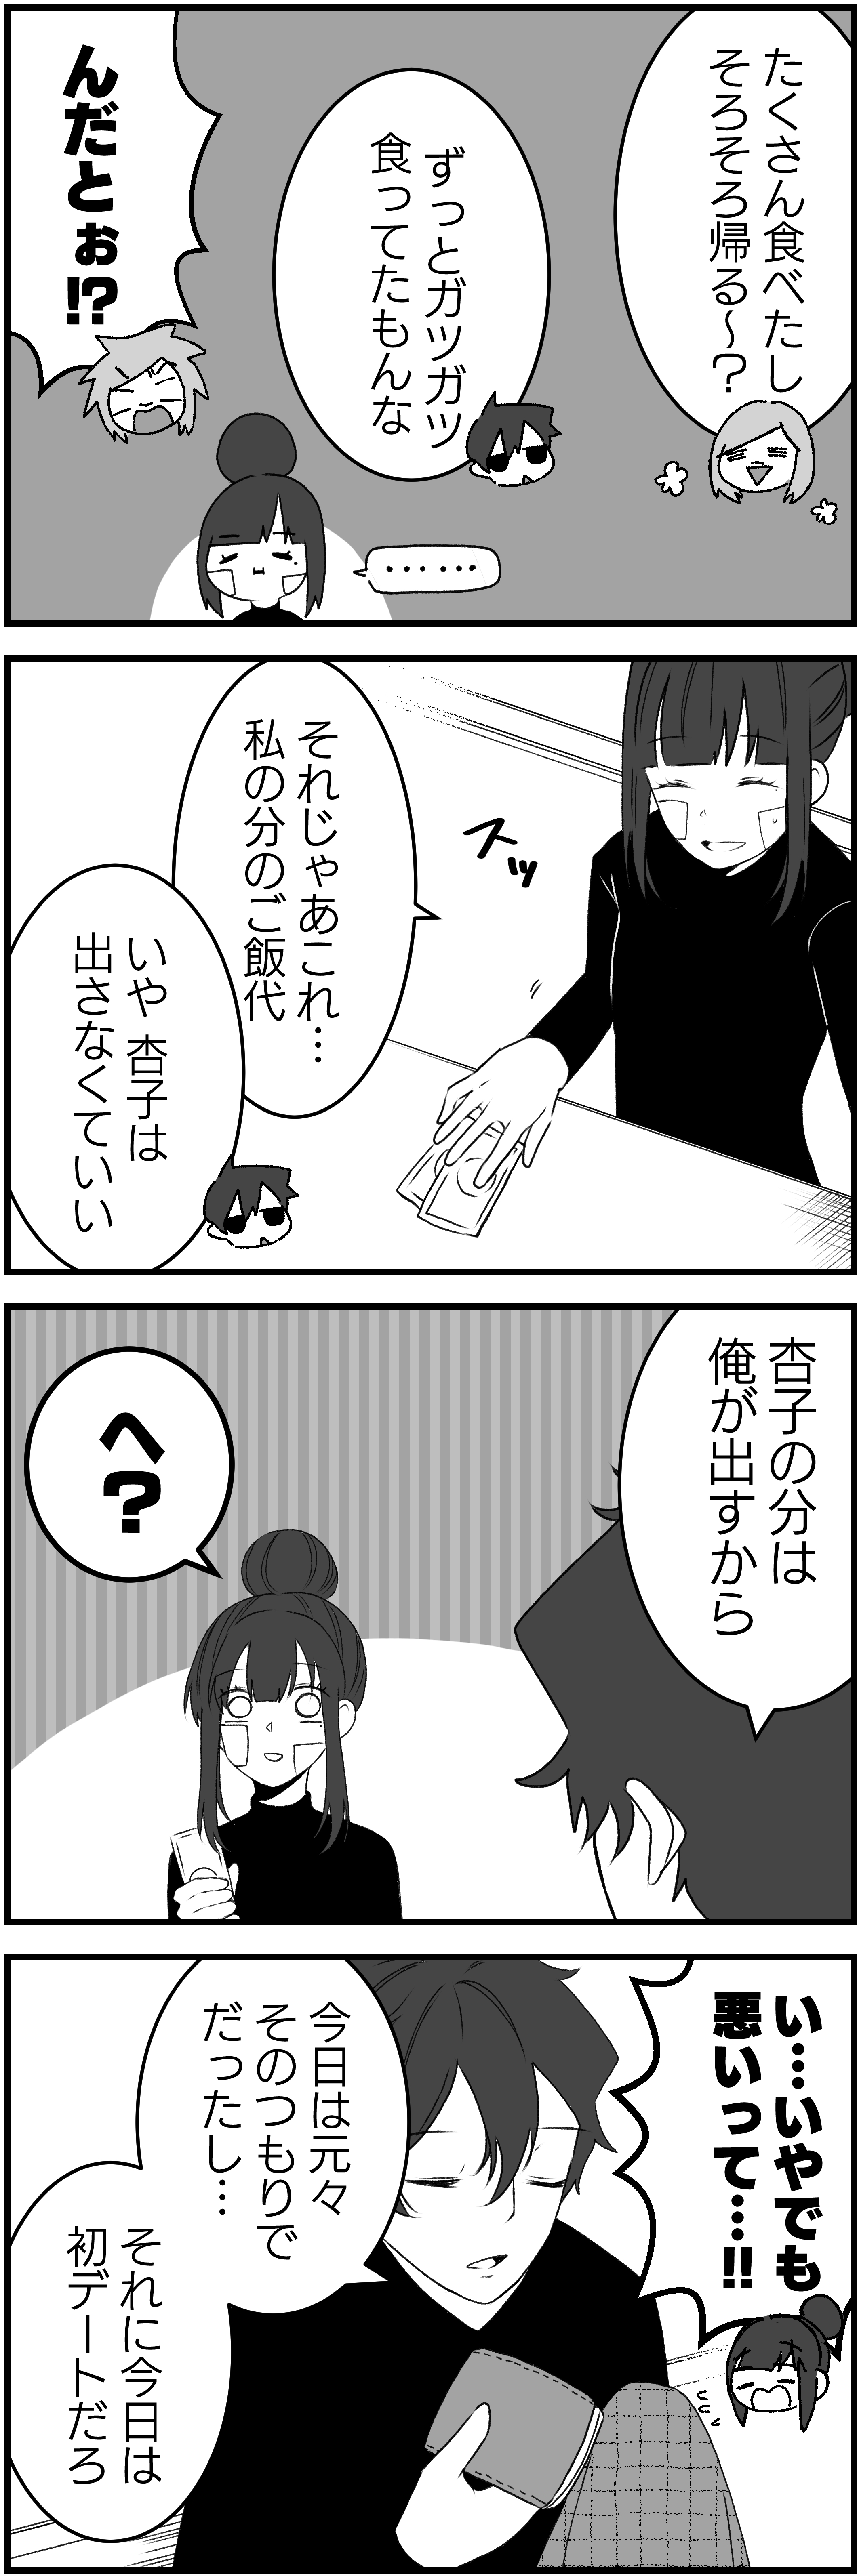 たくさん食べたし
そろそろ帰る～？
ずっとガツガツ
食ってたもんな
んだとぉ!?
……
それじゃあこれ…
私の分のご飯代
スッ
いや 杏子は
出さなくていい
杏子の分は
俺が出すから
へ？
い…いやでも
悪いって…!!
今日は元々
そのつもりで
だったし…
それに今日は
初デートだろ